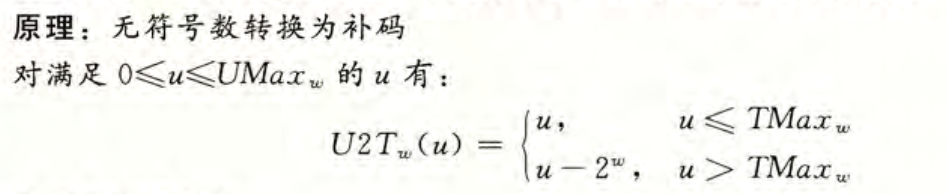 原理：无符号数转换为补码
对满足 0≤u≤UMax_w 的 u 有：
U2T_w(u) = { u, u ≤ TMax_w
u − 2^w, u > TMax_w